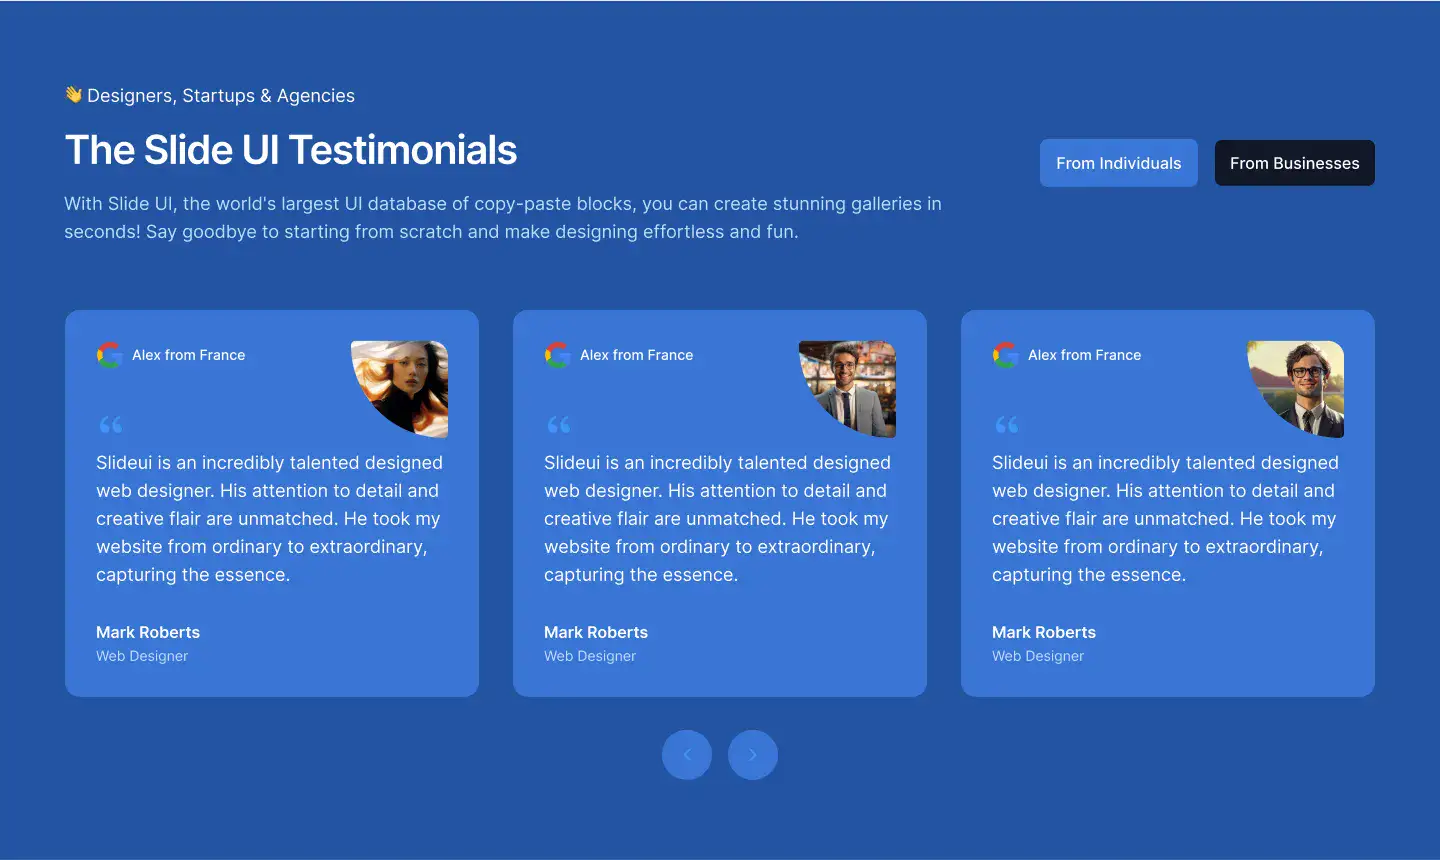 👋 Designers, Startups & Agencies
The Slide UI Testimonials
With Slide UI, the world's largest UI database of copy-paste blocks, you can create stunning galleries in
seconds! Say goodbye to starting from scratch and make designing effortless and fun.
From Individuals
From Businesses
Alex from France
“
Slideui is an incredibly talented designed
web designer. His attention to detail and
creative flair are unmatched. He took my
website from ordinary to extraordinary,
capturing the essence.
Mark Roberts
Web Designer
Alex from France
“
Slideui is an incredibly talented designed
web designer. His attention to detail and
creative flair are unmatched. He took my
website from ordinary to extraordinary,
capturing the essence.
Mark Roberts
Web Designer
Alex from France
“
Slideui is an incredibly talented designed
web designer. His attention to detail and
creative flair are unmatched. He took my
website from ordinary to extraordinary,
capturing the essence.
Mark Roberts
Web Designer